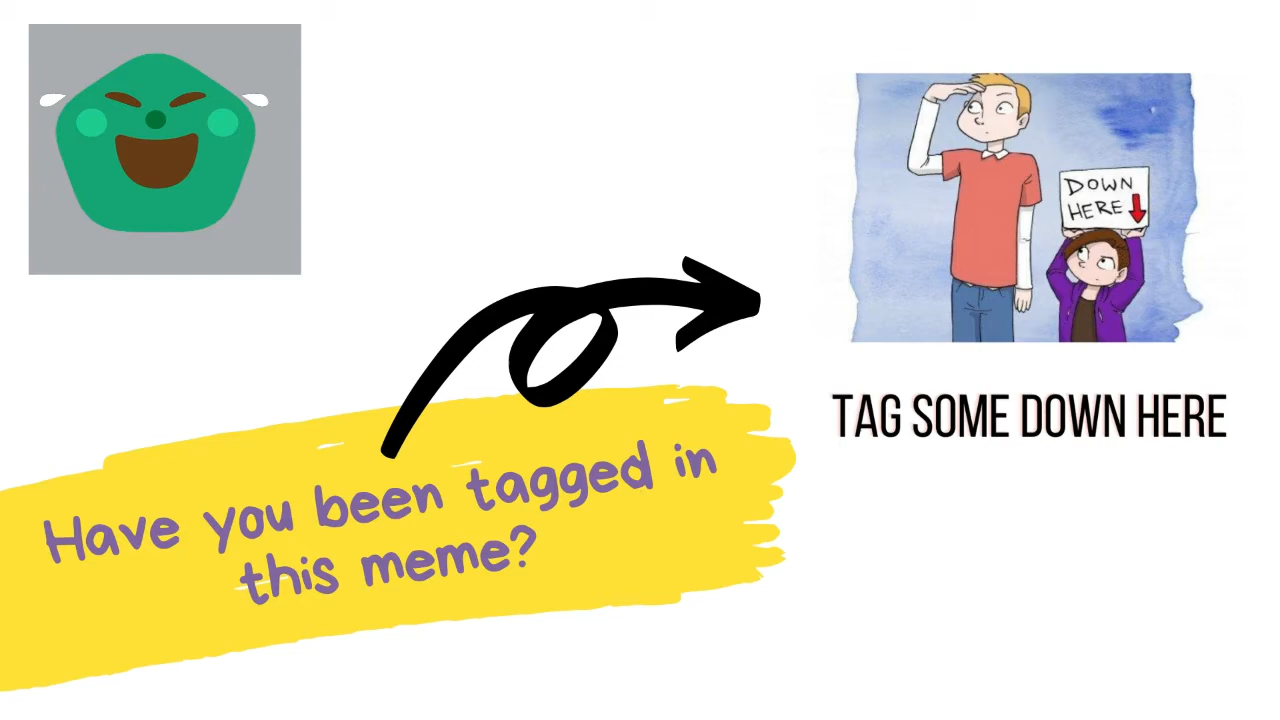 DOWN
HERE
TAG SOME DOWN HERE
Have you been tagged in
this meme?